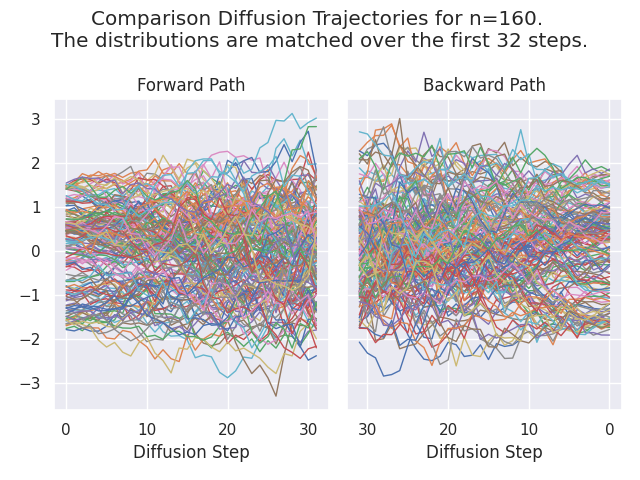 Comparison Diffusion Trajectories for n=160.
The distributions are matched over the first 32 steps.
Forward Path
Backward Path
3
2
1
0
−1
−2
−3
0 10 20 30
30 20 10 0
Diffusion Step
Diffusion Step